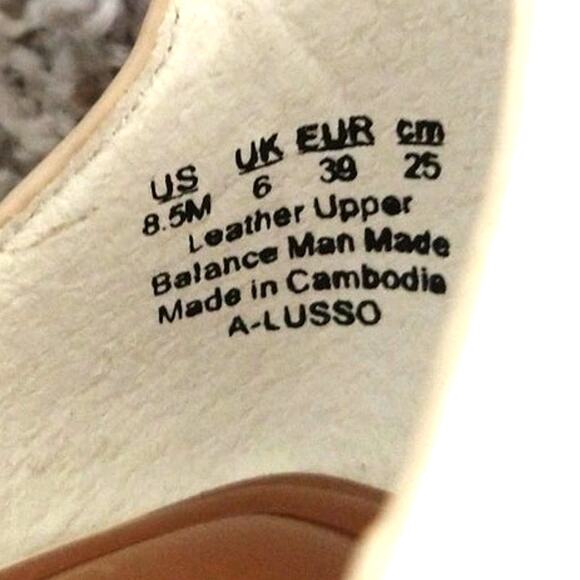 US UK EUR cm
8.5M 6 39 25
Leather Upper
Balance Man Made
Made in Cambodia
A-LUSSO